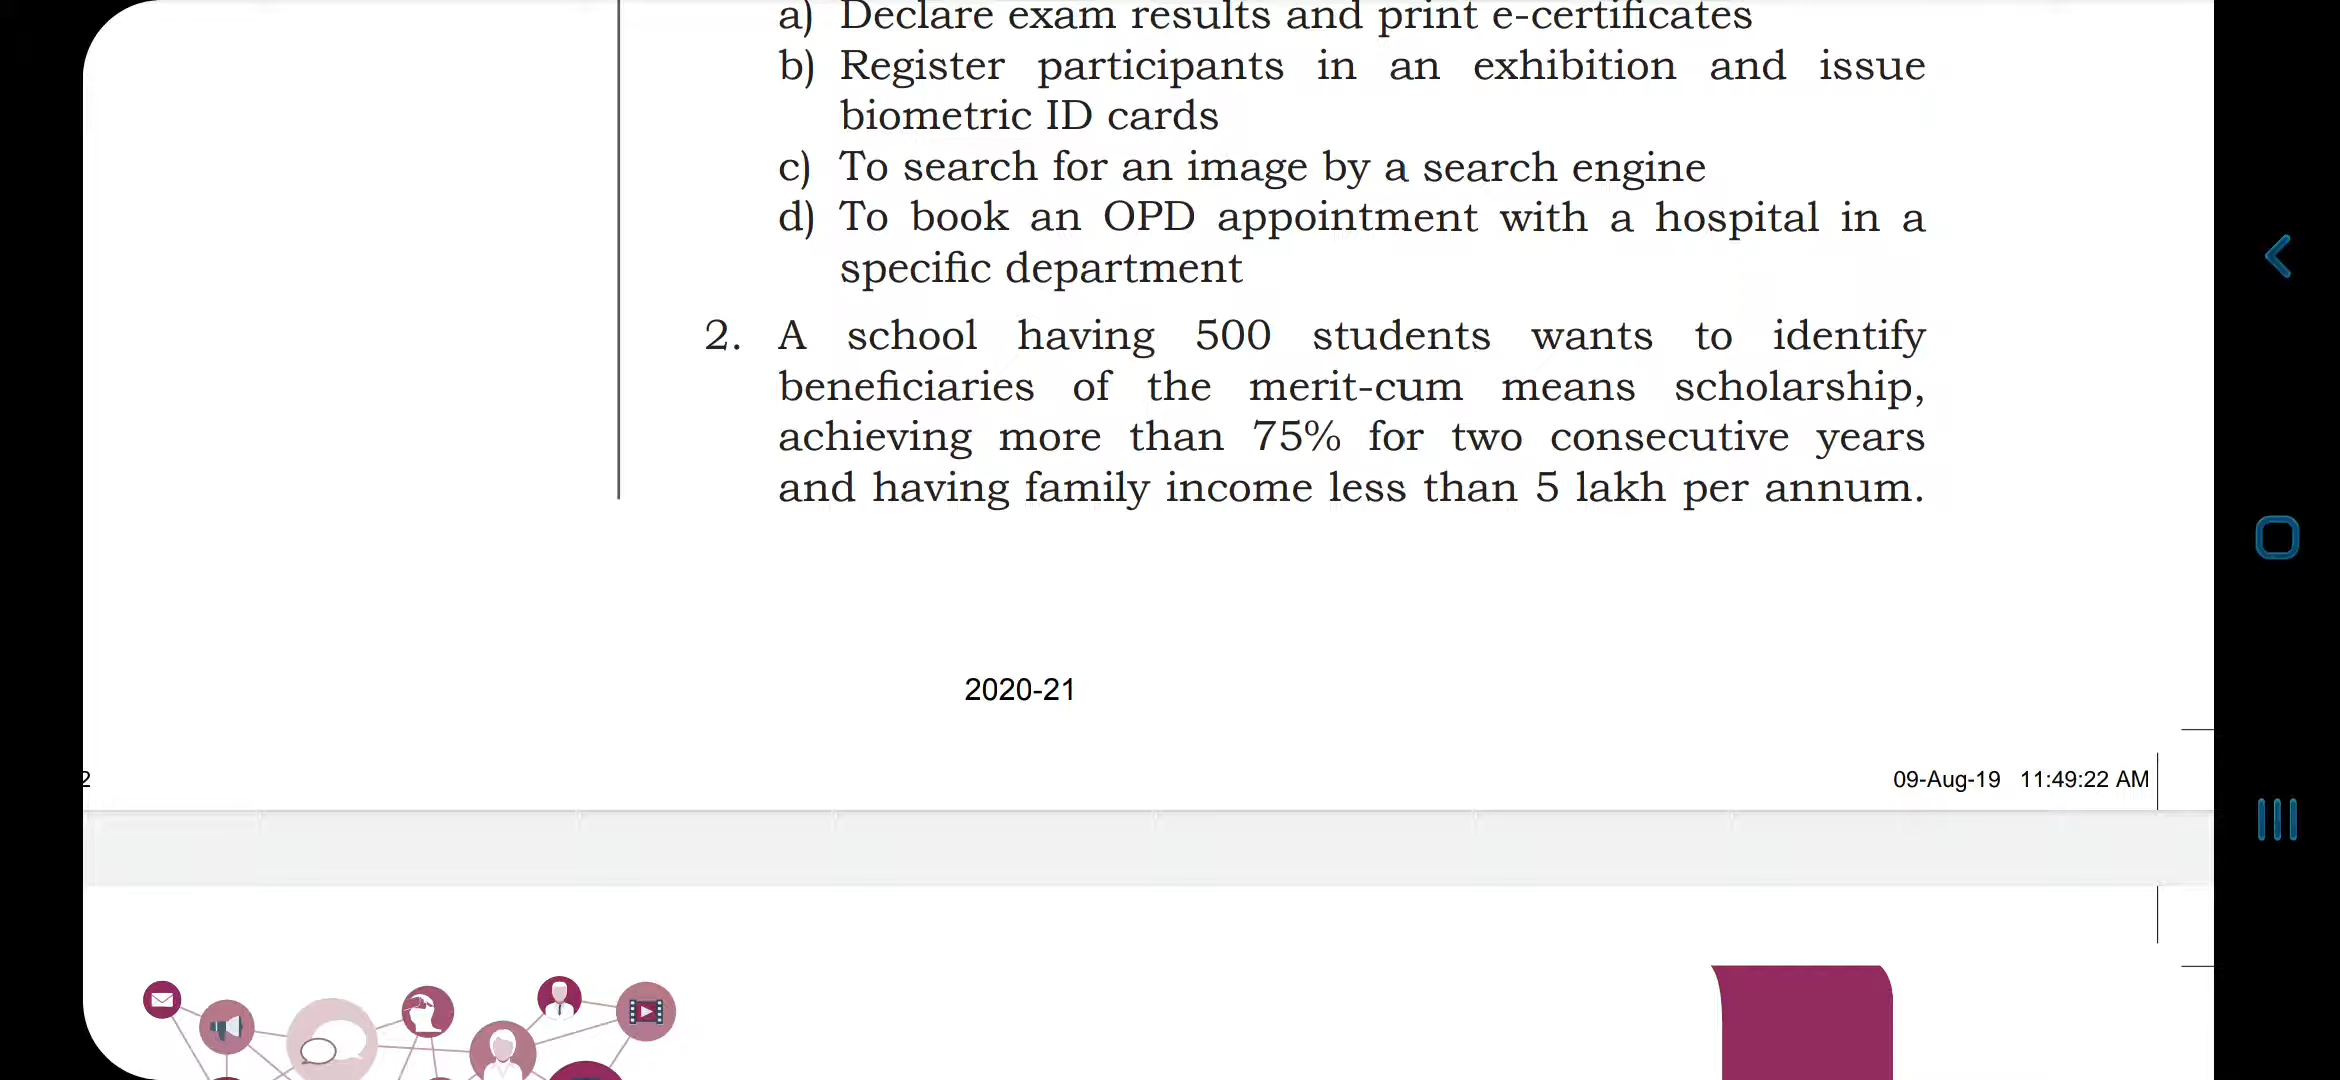 a) Declare exam results and print e-certificates
b) Register participants in an exhibition and issue
biometric ID cards
c) To search for an image by a search engine
d) To book an OPD appointment with a hospital in a
specific department
2. A school having 500 students wants to identify
beneficiaries of the merit-cum means scholarship,
achieving more than 75% for two consecutive years
and having family income less than 5 lakh per annum.
2020-21
2 09-Aug-19 11:49:22 AM